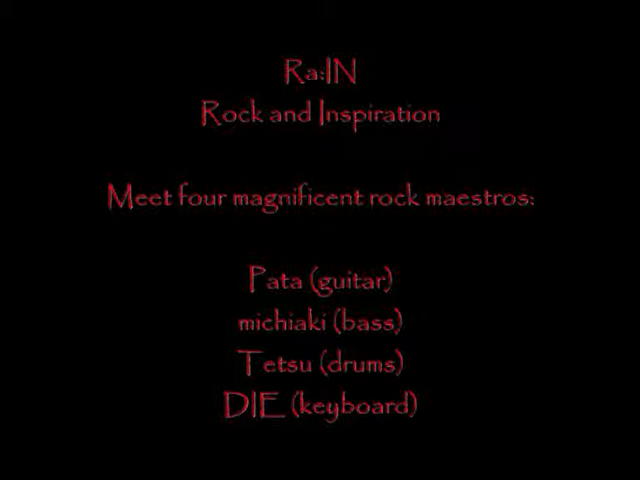 Ra:IN
Rock and Inspiration
Meet four magnificent rock maestros:
Pata (guitar)
michiaki (bass)
Tetsu (drums)
DIE (keyboard)